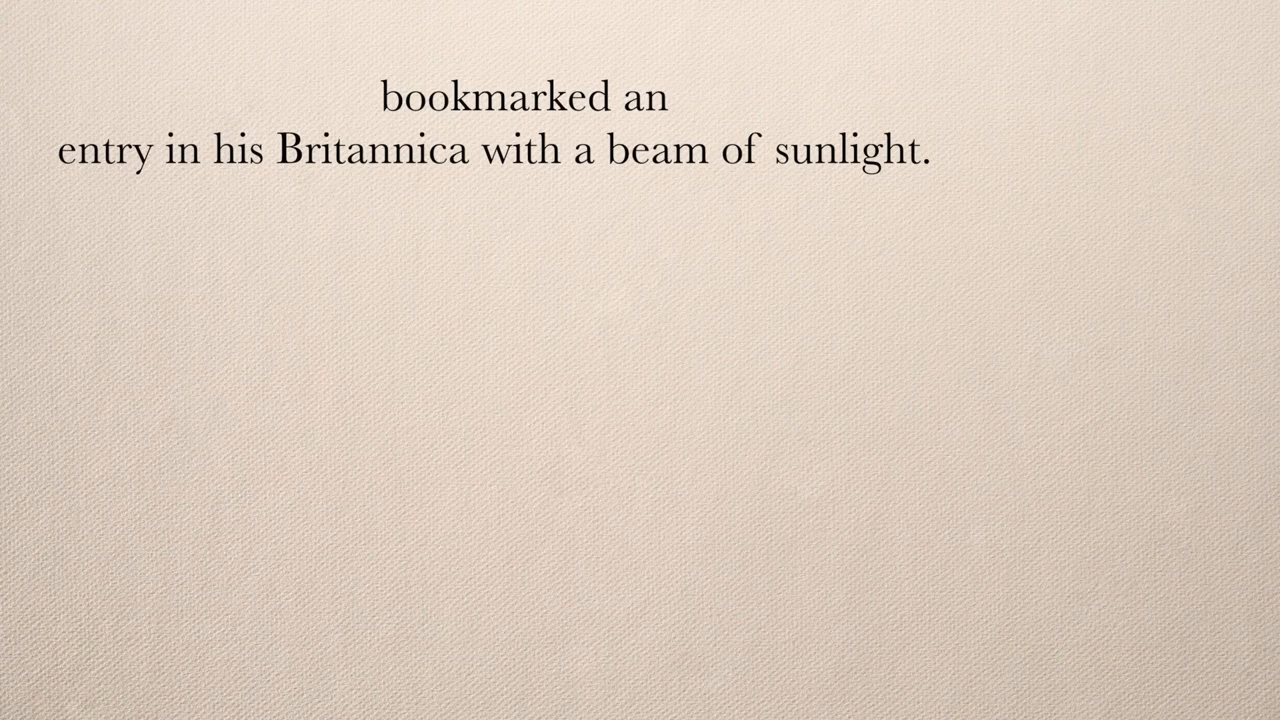 bookmarked an
entry in his Britannica with a beam of sunlight.